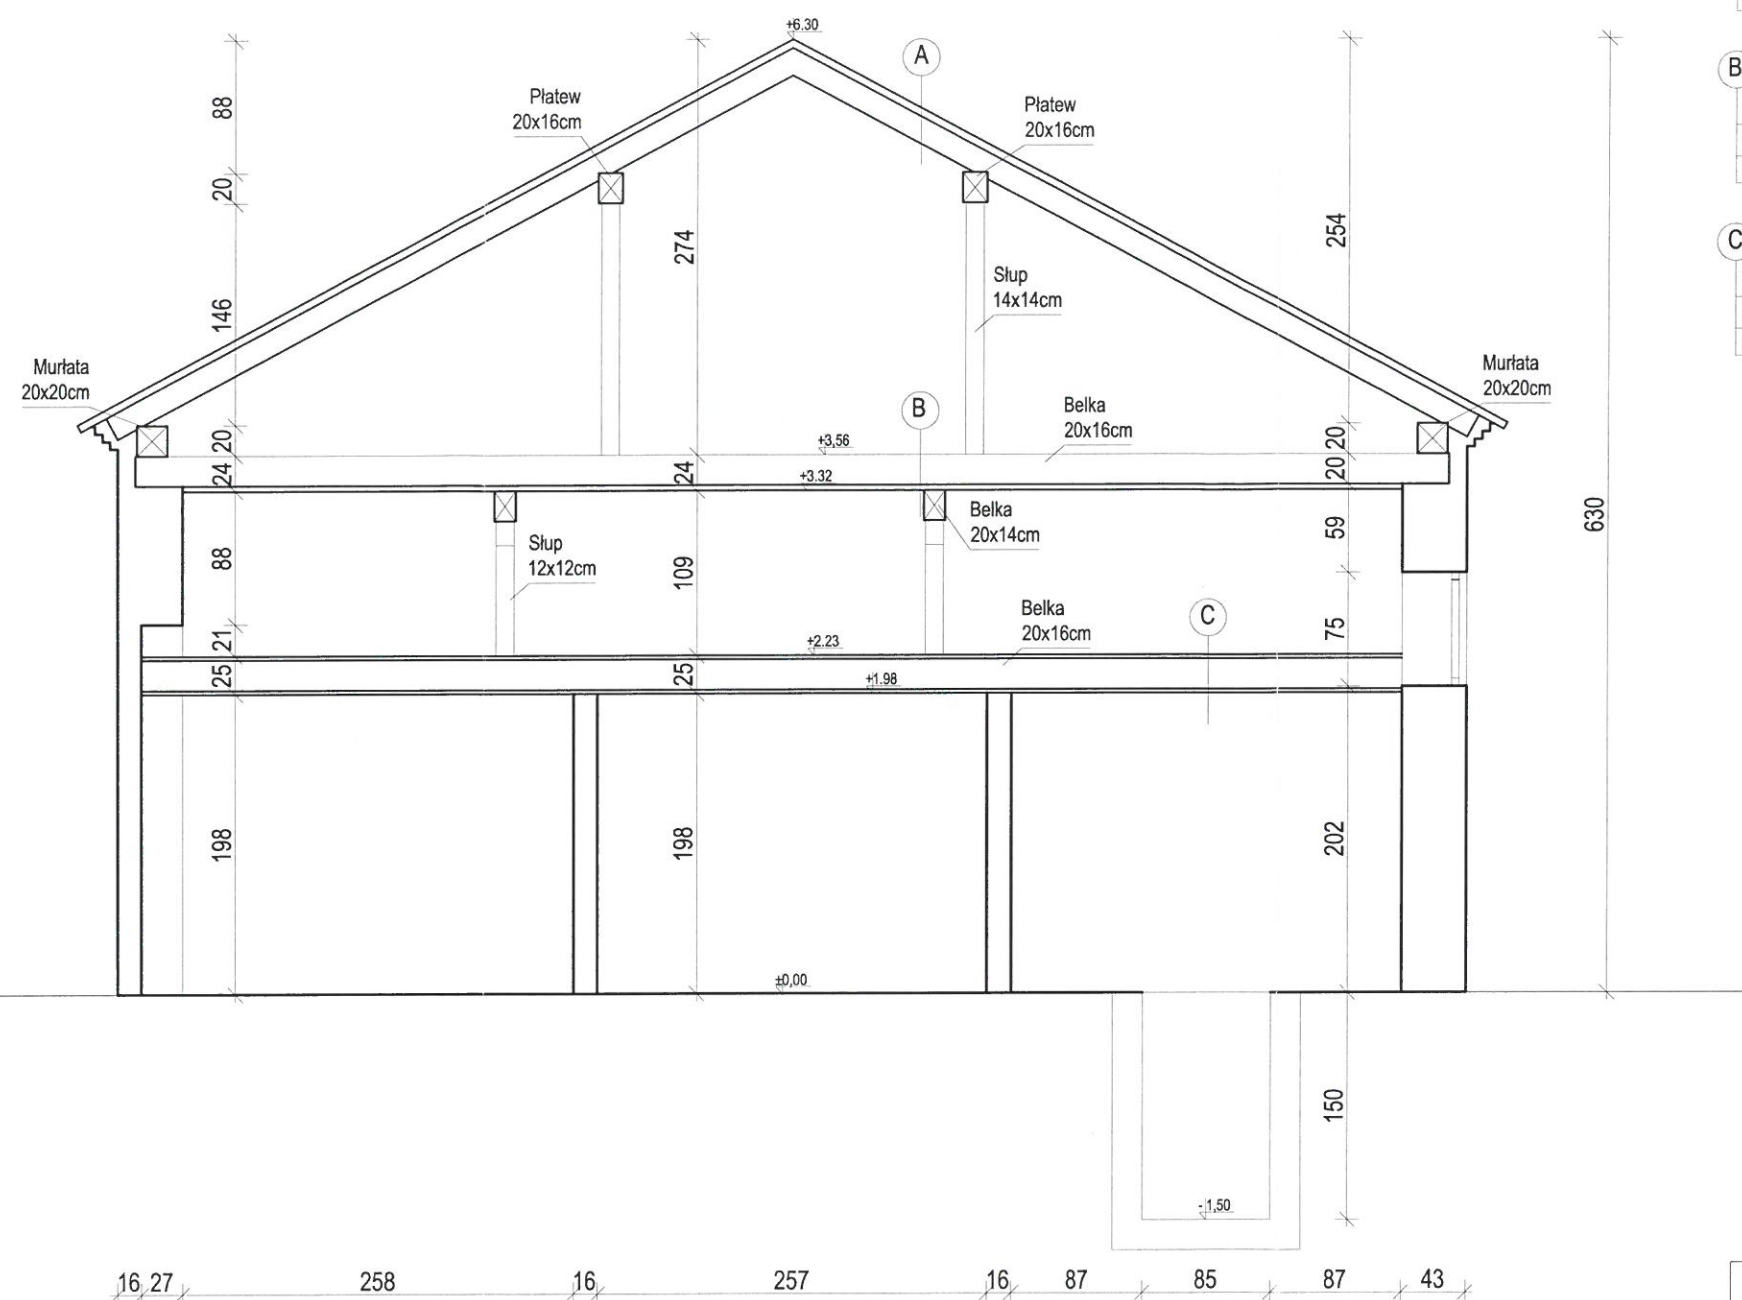 +6.30
A
B
Płatew
20x16cm
Płatew
20x16cm
88
20
146
20
24
88
21
25
198
274
24
109
25
198
254
20
20
59
75
202
150
630
C
Słup
14x14cm
Murłata
20x20cm
Murłata
20x20cm
B
Belka
20x16cm
+3,56
+3.32
Belka
20x14cm
Słup
12x12cm
Belka
20x16cm
C
+2.23
+1.98
±0,00
-1,50
16 27 258 16 257 16 87 85 87 43